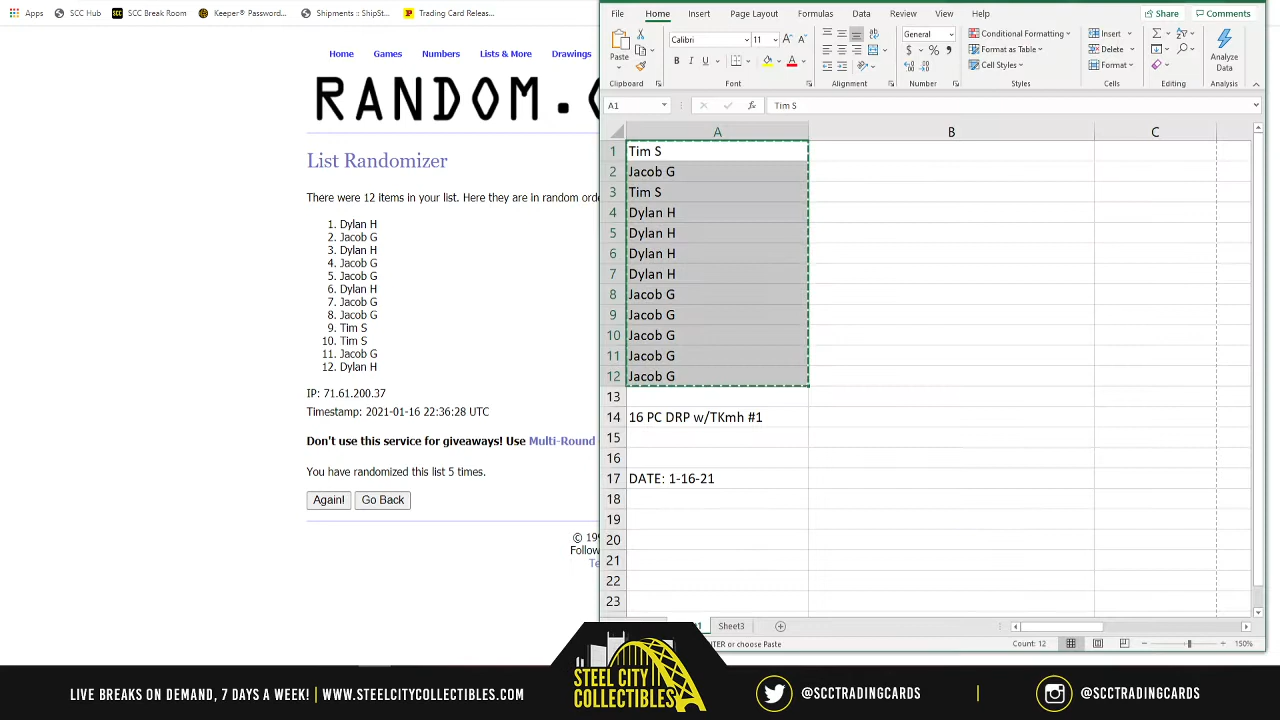 Apps SCC Hub SCC Break Room Keeper® Password... Shipments :: ShipSt... Trading Card Releas...
Home Games Numbers Lists & More Drawings
RANDOM.
List Randomizer
There were 12 items in your list. Here they are in random orde
1. Dylan H
2. Jacob G
3. Dylan H
4. Jacob G
5. Jacob G
6. Dylan H
7. Jacob G
8. Jacob G
9. Tim S
10. Tim S
11. Jacob G
12. Dylan H
IP: 71.61.200.37
Timestamp: 2021-01-16 22:36:28 UTC
Don't use this service for giveaways! Use Multi-Round
You have randomized this list 5 times.
Again! Go Back
© 199
Follow
Te
File Home Insert Page Layout Formulas Data Review View Help Share Comments
Calibri 11 General Conditional Formatting Insert
Paste B I U $ % Format as Table Delete Analyze Data
Cell Styles Format
Clipboard Font Alignment Number Styles Cells Editing Analysis
A1 fx Tim S
A B C
1 Tim S
2 Jacob G
3 Tim S
4 Dylan H
5 Dylan H
6 Dylan H
7 Dylan H
8 Jacob G
9 Jacob G
10 Jacob G
11 Jacob G
12 Jacob G
13
14 16 PC DRP w/TKmh #1
15
16
17 DATE: 1-16-21
18
19
20
21
22
23
Sheet3
NTER or choose Paste Count: 12 150%
LIVE BREAKS ON DEMAND, 7 DAYS A WEEK! | WWW.STEELCITYCOLLECTIBLES.COM
STEEL CITY
COLLECTIBLES
@SCCTRADINGCARDS | @SCCTRADINGCARDS